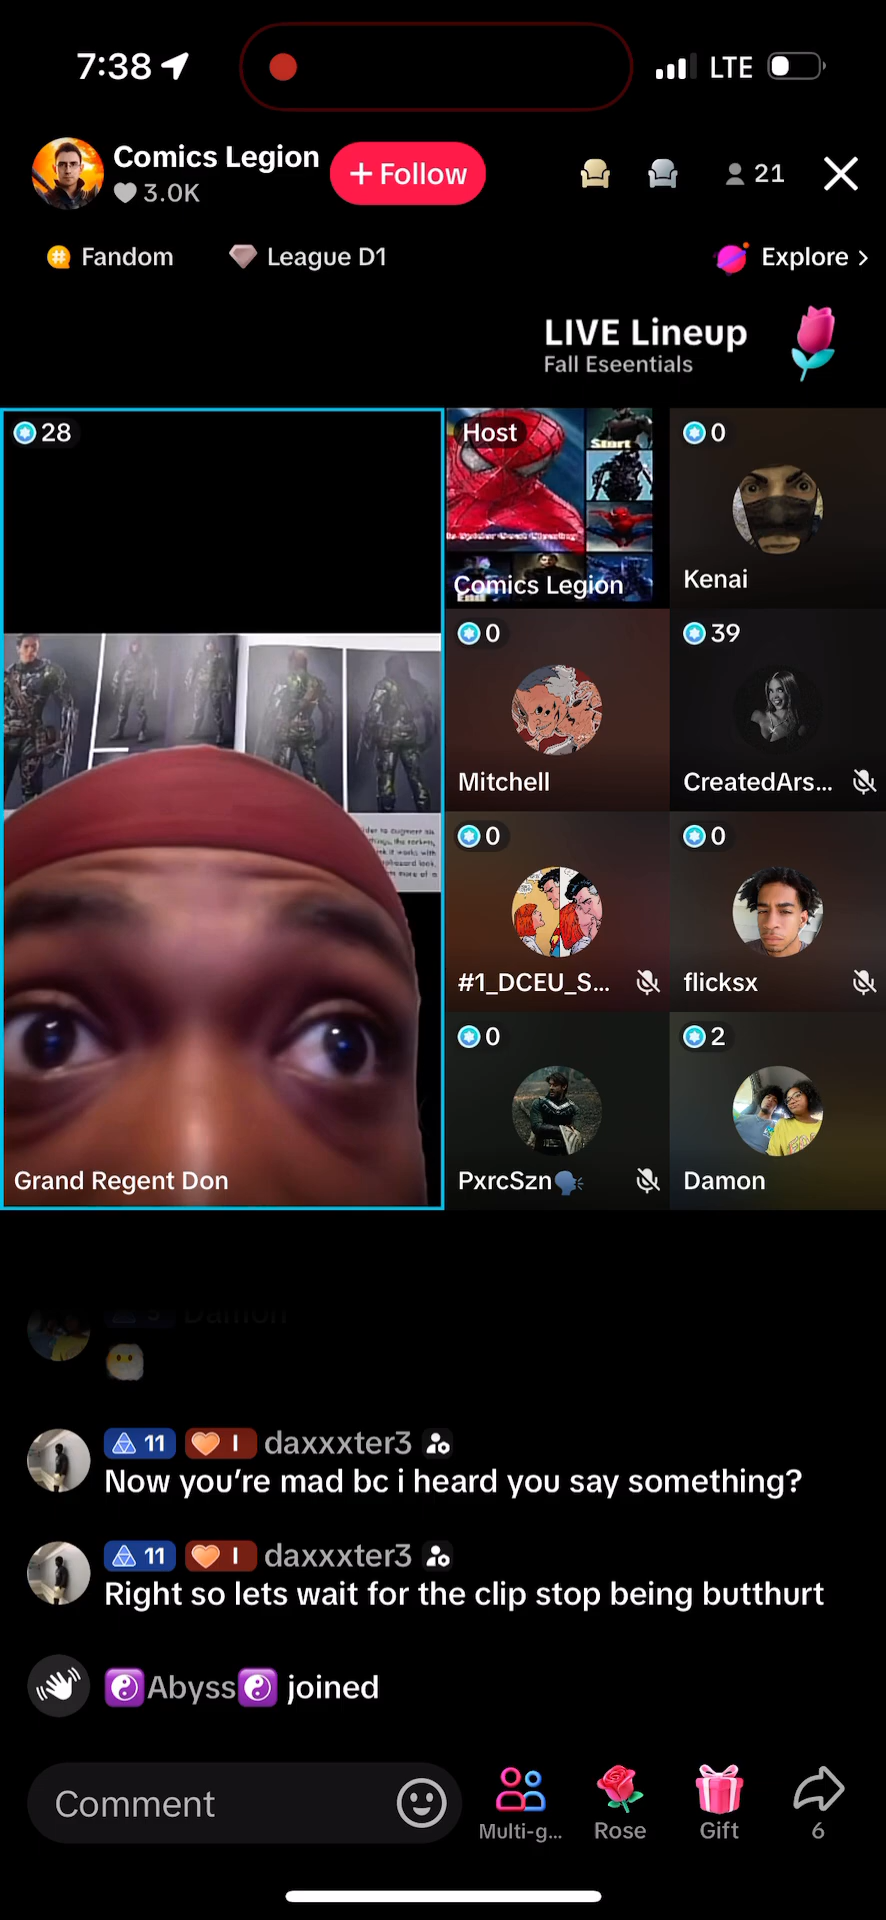 7:38
LTE
Comics Legion
3.0K
+ Follow
21
Fandom
League D1
Explore >
LIVE Lineup
Fall Eseentials
28
Host
Start
Comics Legion
0
Kenai
0
Mitchell
39
CreatedArs...
0
#1_DCEU_S...
0
flicksx
0
PxrcSzn🗣️
2
Damon
Grand Regent Don
Damon
11 I daxxxter3
Now you're mad bc i heard you say something?
11 I daxxxter3
Right so lets wait for the clip stop being butthurt
☯️Abyss☯️ joined
Comment
Multi-g...
Rose
Gift
6